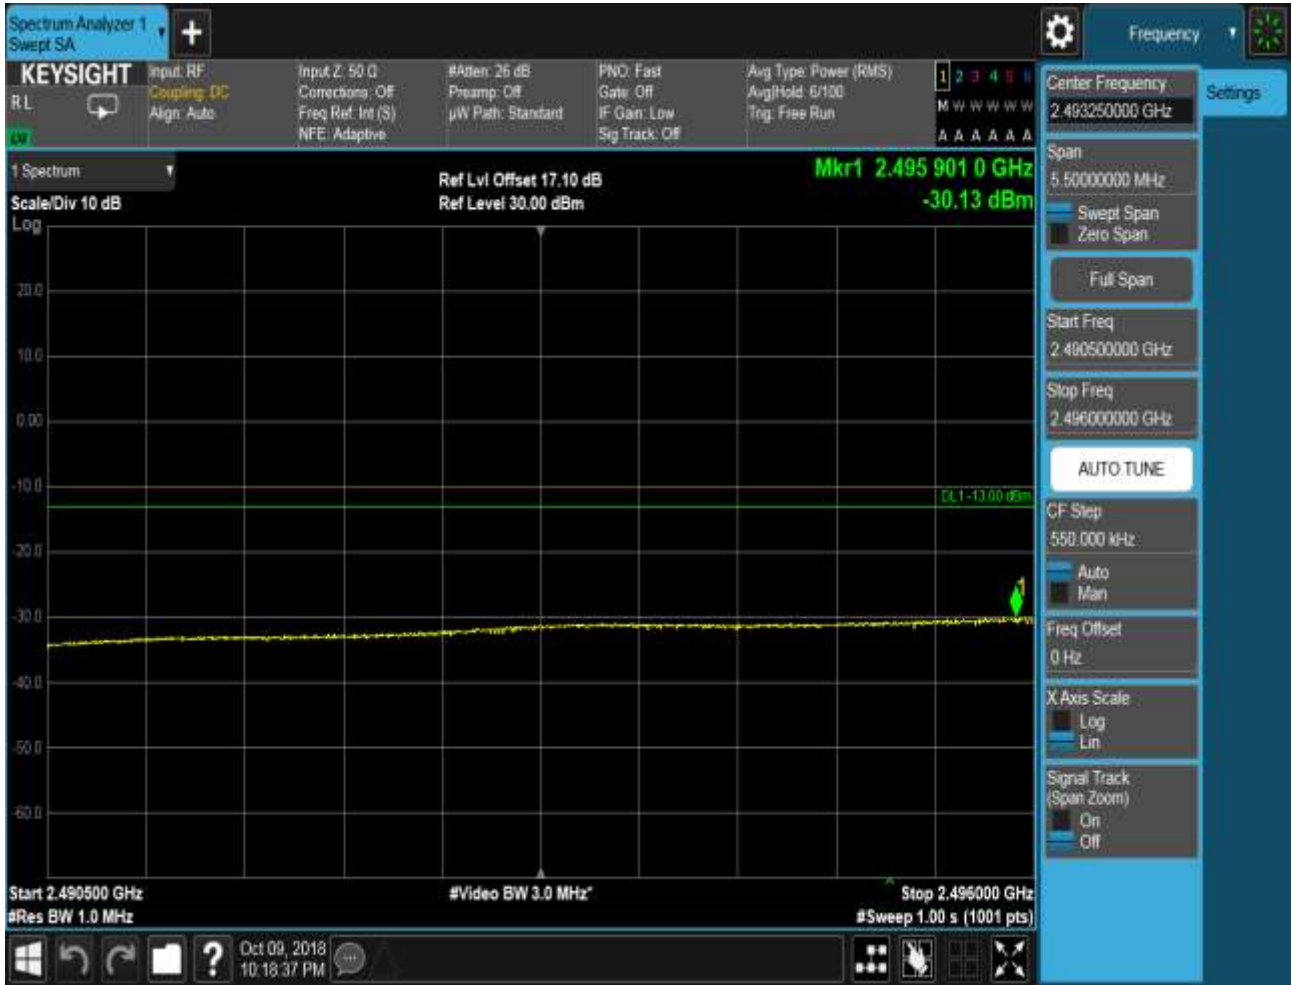 Spectrum Analyzer 1
Swept SA
Frequency
KEYSIGHT
RL
Input: RF
Coupling: DC
Align: Auto
Input Z: 50 Ω
Corrections: Off
Freq Ref: Int (S)
NFE: Adaptive
#Atten: 26 dB
Preamp: Off
µW Path: Standard
PNO: Fast
Gate: Off
IF Gain: Low
Sig Track: Off
Avg Type: Power (RMS)
Avg|Hold: 6/100
Trig: Free Run
1 2 3 4 5 6
M W W W W W
A A A A A A
1 Spectrum
Scale/Div 10 dB
Log
Ref Lvl Offset 17.10 dB
Ref Level 30.00 dBm
Mkr1 2.495 901 0 GHz
-30.13 dBm
20.0
10.0
0.00
-10.0
-20.0
-30.0
-40.0
-50.0
-60.0
DL1 -13.00 dBm
1
Start 2.490500 GHz
#Res BW 1.0 MHz
#Video BW 3.0 MHz*
Stop 2.496000 GHz
#Sweep 1.00 s (1001 pts)
Oct 09, 2018
10:18:37 PM
Center Frequency
2.493250000 GHz
Settings
Span
5.50000000 MHz
Swept Span
Zero Span
Full Span
Start Freq
2.490500000 GHz
Stop Freq
2.496000000 GHz
AUTO TUNE
CF Step
550.000 kHz
Auto
Man
Freq Offset
0 Hz
X Axis Scale
Log
Lin
Signal Track
(Span Zoom)
On
Off